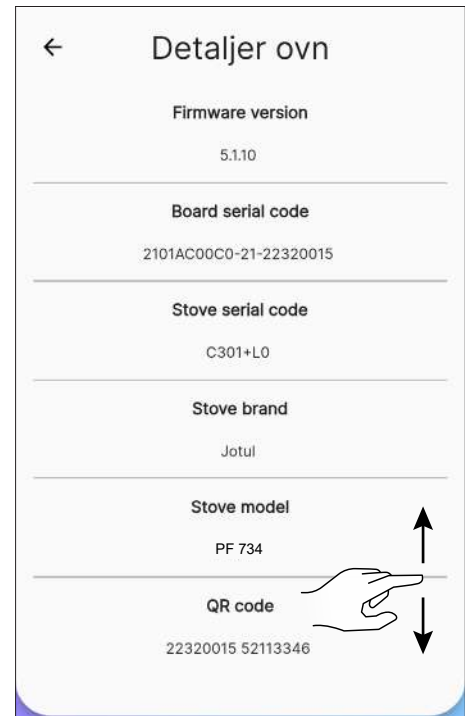 Detaljer ovn
Firmware version
5.1.10
Board serial code
2101AC00C0-21-22320015
Stove serial code
C301+L0
Stove brand
Jotul
Stove model
PF 734
QR code
22320015 52113346